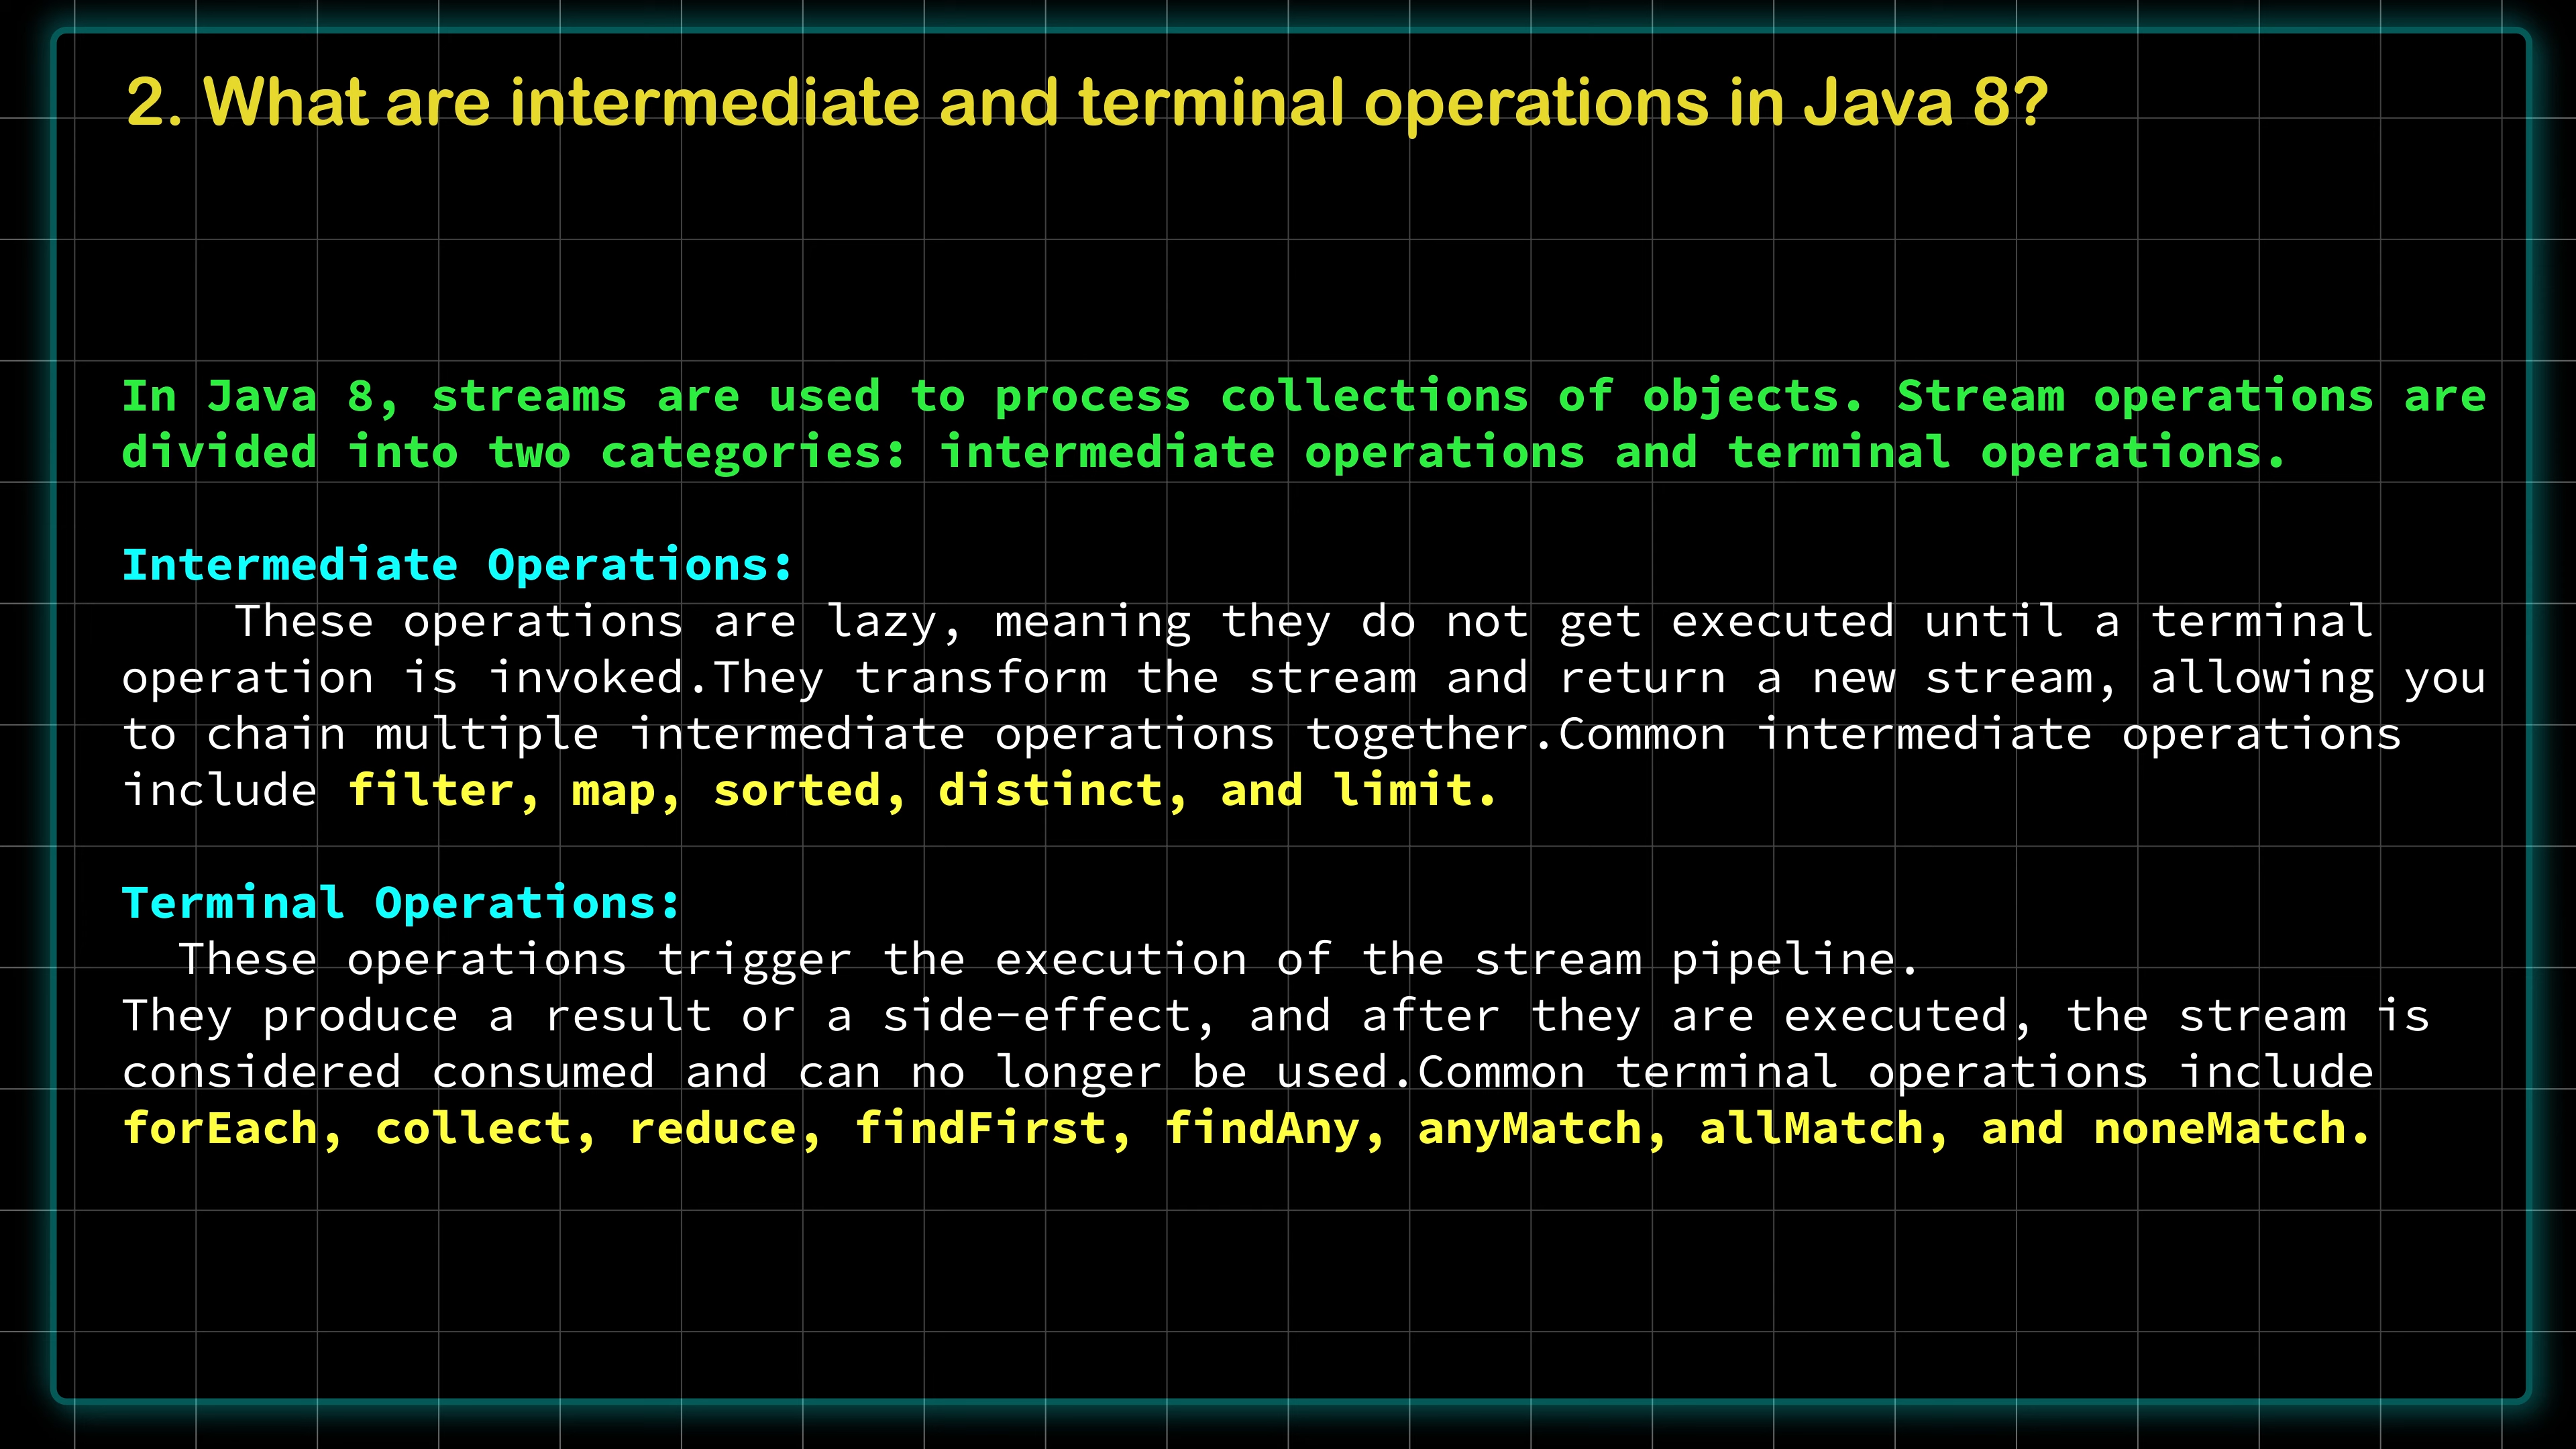 2. What are intermediate and terminal operations in Java 8?
In Java 8, streams are used to process collections of objects. Stream operations are
divided into two categories: intermediate operations and terminal operations.
Intermediate Operations:
These operations are lazy, meaning they do not get executed until a terminal
operation is invoked.They transform the stream and return a new stream, allowing you
to chain multiple intermediate operations together.Common intermediate operations
include filter, map, sorted, distinct, and limit.
Terminal Operations:
These operations trigger the execution of the stream pipeline.
They produce a result or a side-effect, and after they are executed, the stream is
considered consumed and can no longer be used.Common terminal operations include
forEach, collect, reduce, findFirst, findAny, anyMatch, allMatch, and noneMatch.